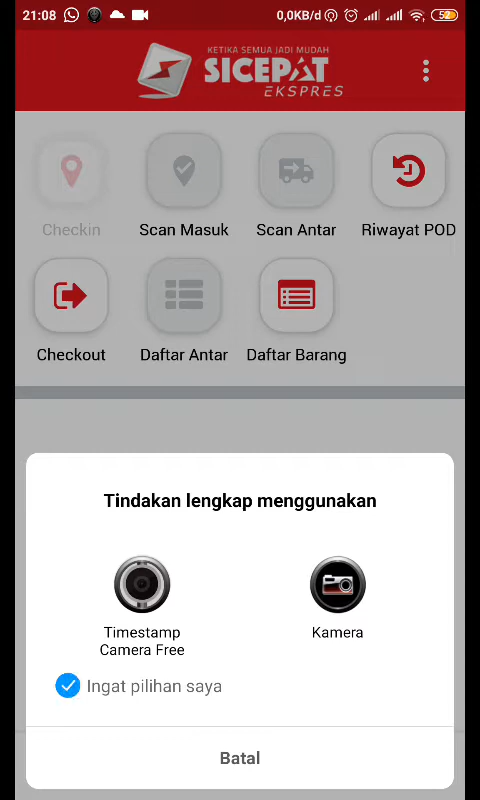 21:08
0,0KB/d
52
KETIKA SEMUA JADI MUDAH
SICEPAT
EKSPRES
Checkin
Scan Masuk
Scan Antar
Riwayat POD
Checkout
Daftar Antar
Daftar Barang
Tindakan lengkap menggunakan
Timestamp
Camera Free
Kamera
Ingat pilihan saya
Batal